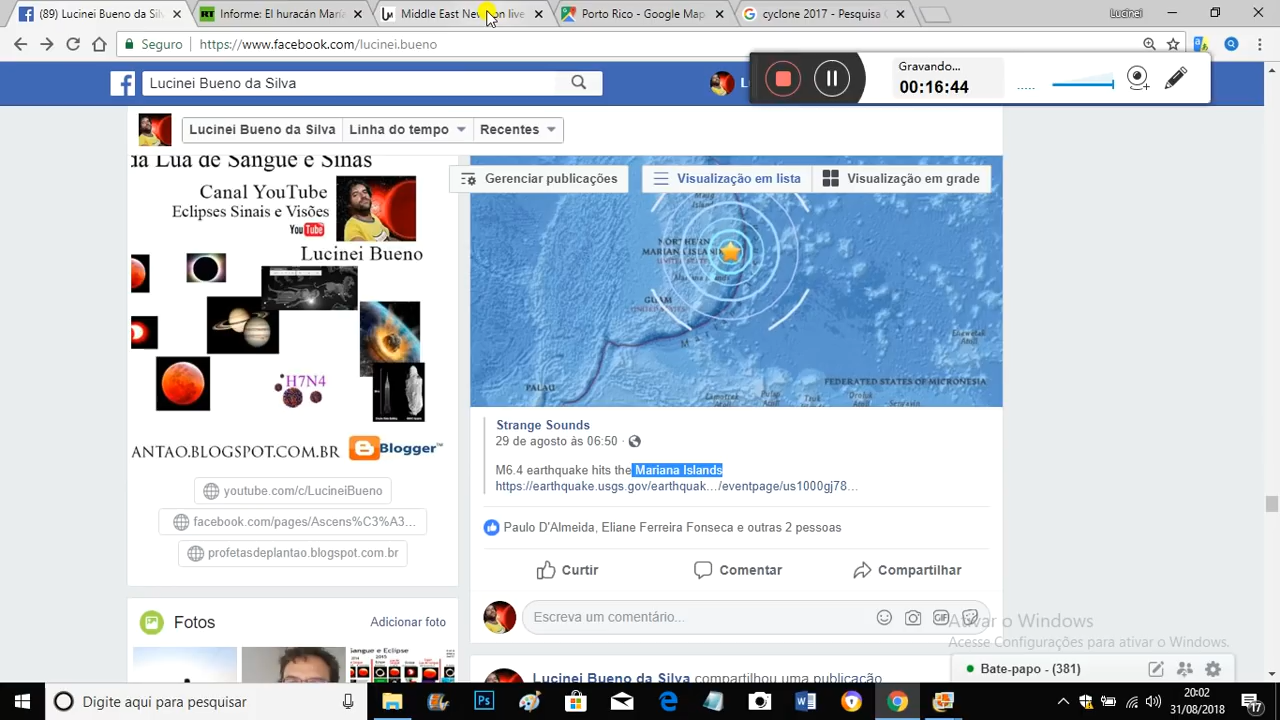 (89) Lucinei Bueno da Si
Informe: El huracán María
Middle East New on live
Porto Rico - Google Map
cyclone 2017 - Pesquisa G
Lucinei
Seguro
https://www.facebook.com/lucinei.bueno
Lucinei Bueno da Silva
Gravando...
00:16:44
Lucinei Bueno da Silva
Linha do tempo
Recentes
da Lua de Sangue e Sinas
Canal YouTube
Eclipses Sinais e Visões
YouTube
Lucinei Bueno
H7N4
ANTAO.BLOGSPOT.COM.BR
Blogger
youtube.com/c/LucineiBueno
facebook.com/pages/Ascens%C3%A3...
profetasdeplantao.blogspot.com.br
Fotos
Adicionar foto
Gerenciar publicações
Visualização em lista
Visualização em grade
NORTHERN
MARIANA ISLANDS
GUAM
PALAU
FEDERATED STATES OF MICRONESIA
Strange Sounds
29 de agosto às 06:50
M6.4 earthquake hits the Mariana Islands
https://earthquake.usgs.gov/earthquak…/eventpage/us1000gj78…
Paulo D'Almeida, Eliane Ferreira Fonseca e outras 2 pessoas
Curtir
Comentar
Compartilhar
Escreva um comentário...
GIF
Lucinei Bueno da Silva compartilhou uma publicação
Ativar o Windows
Acesse Configurações para ativar o Windows.
Bate-papo - (381)
Digite aqui para pesquisar
Ps
20:02
31/08/2018
17